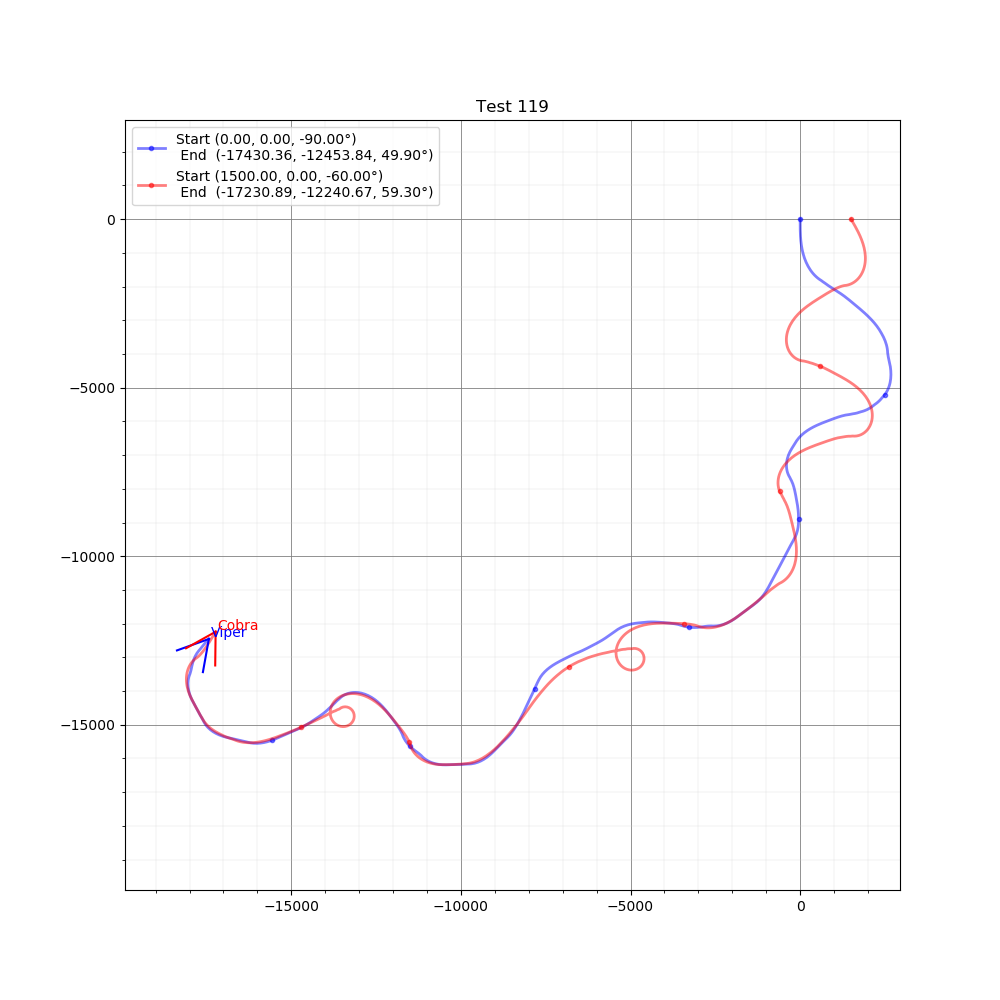 Test 119
Start (0.00, 0.00, -90.00°)
End  (-17430.36, -12453.84, 49.90°)
Start (1500.00, 0.00, -60.00°)
End  (-17230.89, -12240.67, 59.30°)
0
−5000
−10000
−15000
Cobra
Viper
−15000
−10000
−5000
0